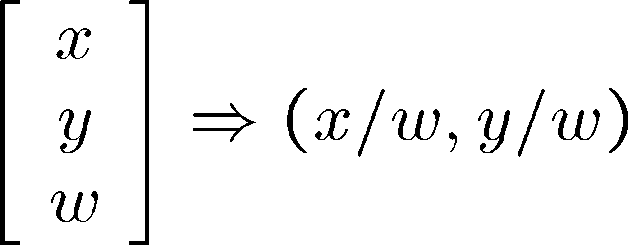 x
y ⇒ (x/w, y/w)
w